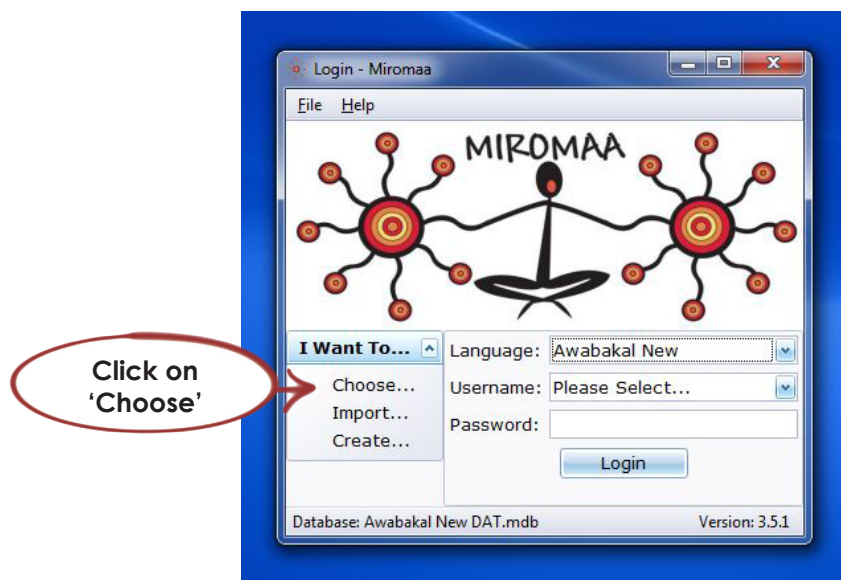 Login - Miromaa
File Help
MIROMAA
I Want To...
Choose...
Import...
Create...
Language: Awabakal New
Username: Please Select...
Password:
Login
Database: Awabakal New DAT.mdb Version: 3.5.1
Click on
‘Choose’